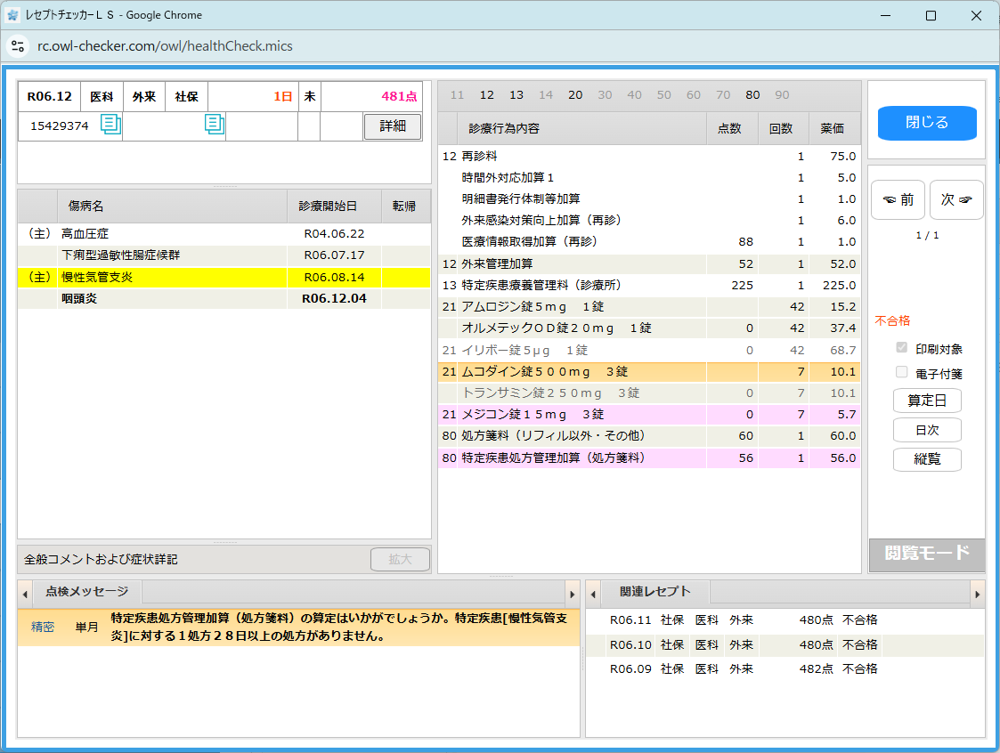 レセプトチェッカーＬＳ - Google Chrome
rc.owl-checker.com/owl/healthCheck.mics
R06.12 医科 外来 社保 1日 未 481点
15429374 詳細
傷病名 診療開始日 転帰
（主） 高血圧症 R04.06.22
下痢型過敏性腸症候群 R06.07.17
（主） 慢性気管支炎 R06.08.14
咽頭炎 R06.12.04
全般コメントおよび症状詳記 拡大
11 12 13 14 20 30 40 50 60 70 80 90
診療行為内容 点数 回数 薬価
12 再診料 1 75.0
時間外対応加算１ 1 5.0
明細書発行体制等加算 1 1.0
外来感染対策向上加算（再診） 1 6.0
医療情報取得加算（再診） 88 1 1.0
12 外来管理加算 52 1 52.0
13 特定疾患療養管理料（診療所） 225 1 225.0
21 アムロジン錠５ｍｇ　１錠 42 15.2
オルメテックＯＤ錠２０ｍｇ　１錠 0 42 37.4
21 イリボー錠５μｇ　１錠 0 42 68.7
21 ムコダイン錠５００ｍｇ　３錠 7 10.1
トランサミン錠２５０ｍｇ　３錠 0 7 10.1
21 メジコン錠１５ｍｇ　３錠 0 7 5.7
80 処方箋料（リフィル以外・その他） 60 1 60.0
80 特定疾患処方管理加算（処方箋料） 56 1 56.0
閉じる
前 次
1 / 1
不合格
印刷対象
電子付箋
算定日
日次
縦覧
閲覧モード
点検メッセージ
精密 単月 特定疾患処方管理加算（処方箋料）の算定はいかがでしょうか。特定疾患[慢性気管支
炎]に対する１処方２８日以上の処方がありません。
関連レセプト
R06.11 社保 医科 外来 480点 不合格
R06.10 社保 医科 外来 480点 不合格
R06.09 社保 医科 外来 482点 不合格